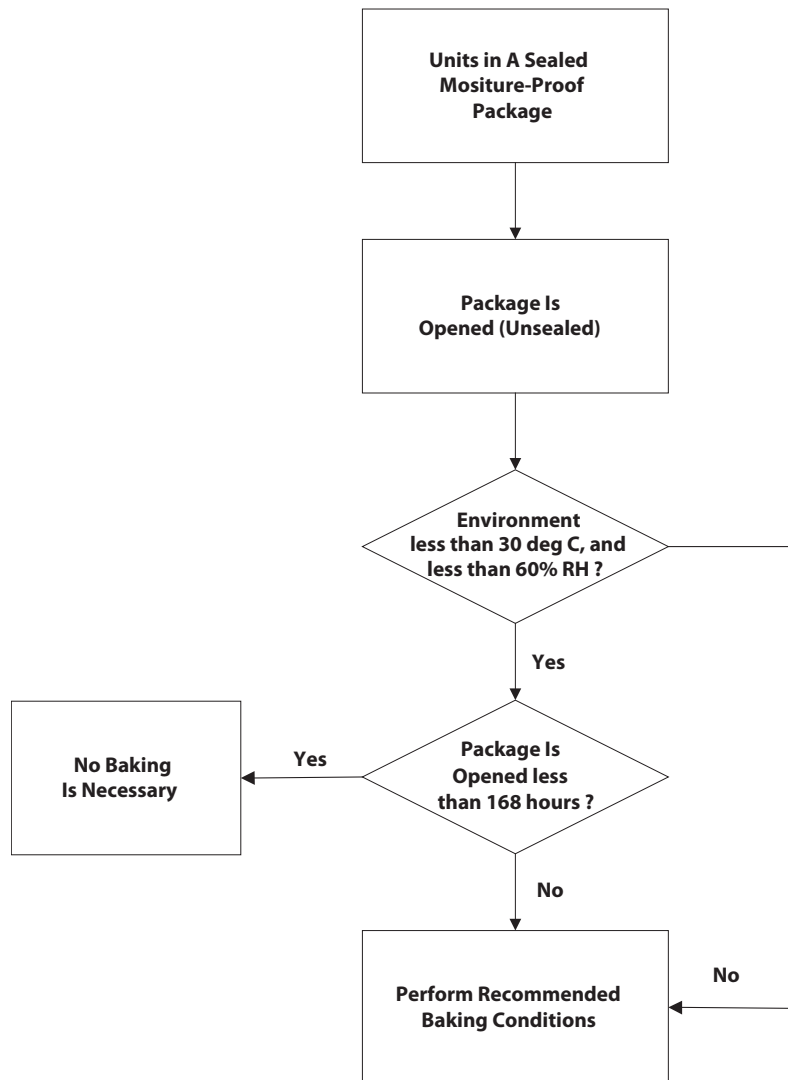 Units in A Sealed
Mositure-Proof
Package
Package Is
Opened (Unsealed)
Environment
less than 30 deg C, and
less than 60% RH ?
Yes
Package Is
Opened less
than 168 hours ?
Yes
No Baking
Is Necessary
No
Perform Recommended
Baking Conditions
No